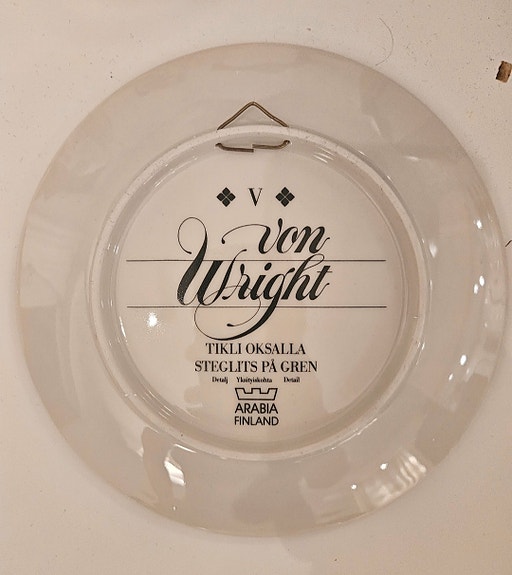 V
von
Wright
TIKLI OKSALLA
STEGLITS PÅ GREN
Detalj Yksityiskohta Detail
ARABIA
FINLAND